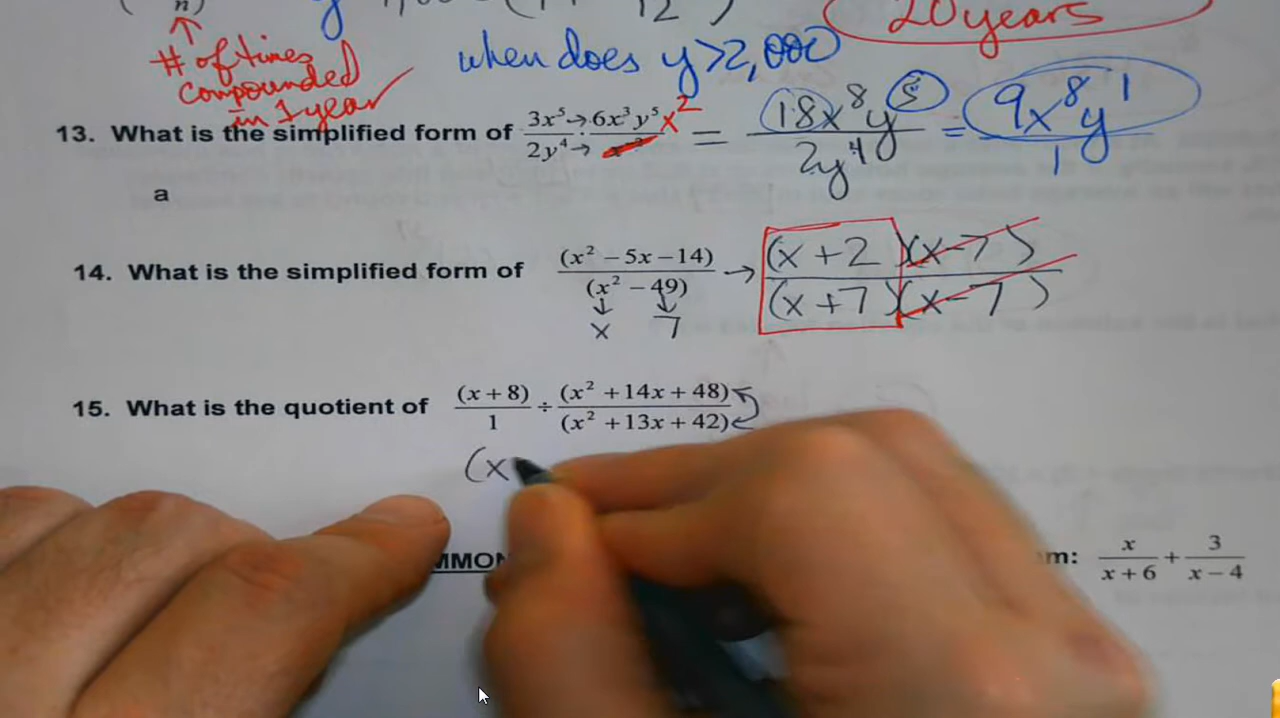 n)
y
12 )
20 years
# of times
compounded
in 1 year
when does y > 2,000
13. What is the simplified form of 3x⁵/2y⁴ · 6x³y⁵/x⁻² x² = 18x⁸y⁵/2y⁴ = 9x⁸y¹/1
a
14. What is the simplified form of (x² − 5x − 14)/(x² − 49) → (x + 2)(x − 7)/(x + 7)(x − 7)
x 7
15. What is the quotient of (x + 8)/1 ÷ (x² + 14x + 48)/(x² + 13x + 42)
(x
m: x/x + 6 + 3/x − 4